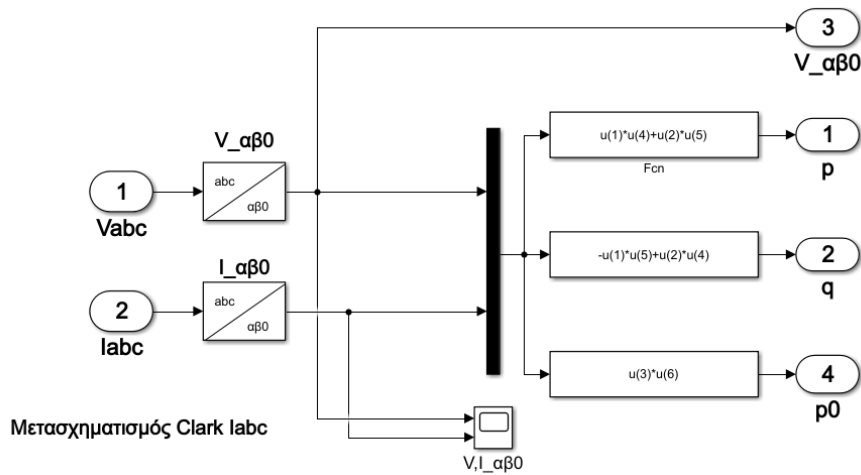 3
V_αβ0
V_αβ0
u(1)*u(4)+u(2)*u(5)
1
Fcn
p
1
abc
αβ0
Vabc
I_αβ0
-u(1)*u(5)+u(2)*u(4)
2
q
2
abc
αβ0
Iabc
u(3)*u(6)
4
p0
Μετασχηματισμός Clark Iabc
V,I_αβ0